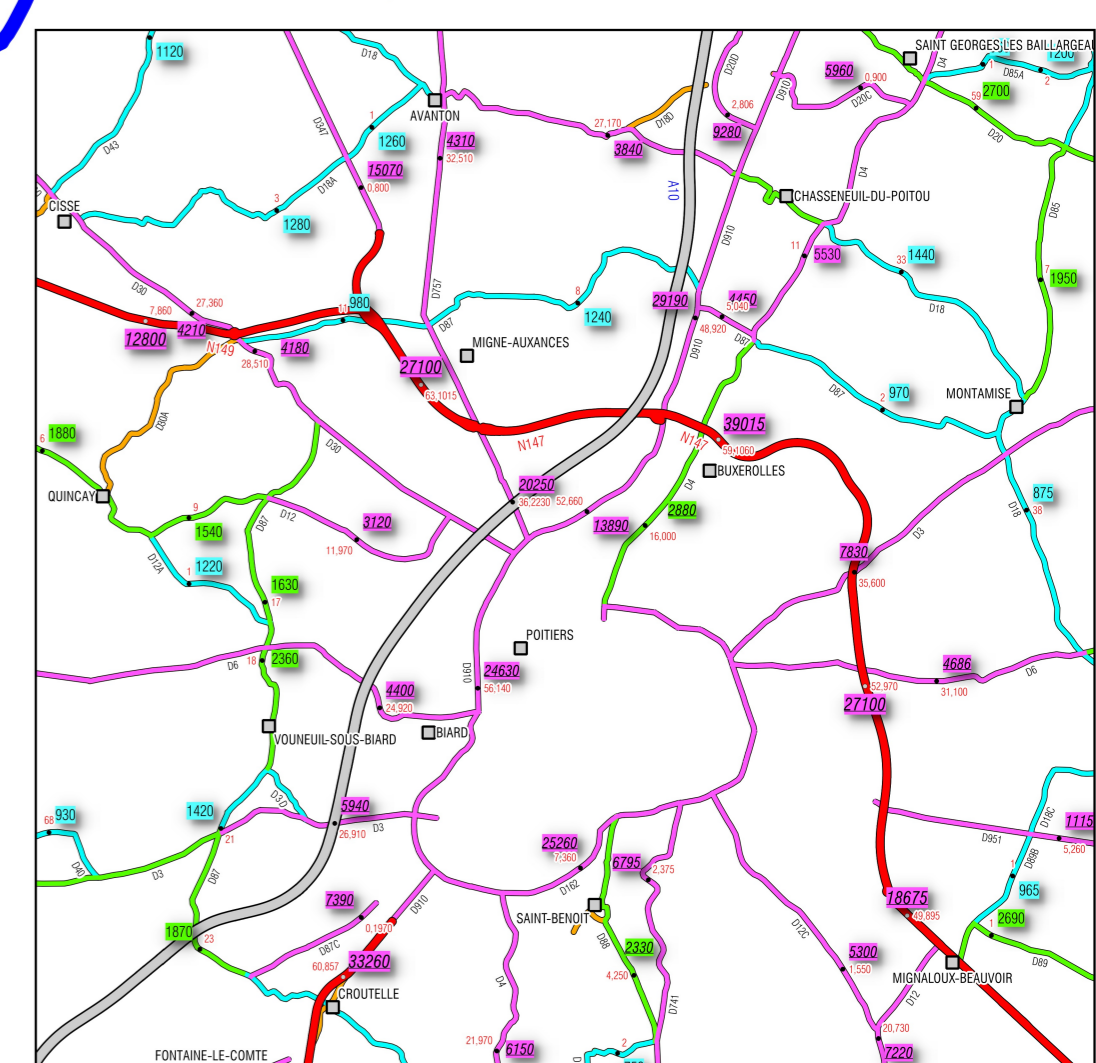 SAINT GEORGES LES BAILLARGEA
1120
D18
D20D
D910
5960
0,900
D4
1
D85A
2
1200
D20C
2700
59
D20
AVANTON
1
1260
D347
4310
32,510
27,170
D18D
2,806
9280
3840
D43
15070
0,800
D18A
A10
D4
CISSE
3
1280
CHASSENEUIL-DU-POITOU
D85
D910
11
5530
33
1440
7
1950
D30
27,360
D757
8
1240
29190
4450
5,040
48,920
D18
7,860
12800
4210
N149
11
980
D87
4180
28,510
MIGNE-AUXANCES
D910
D87
27100
63,1015
D87
2
970
MONTAMISE
D80A
39015
59,1060
N147
N147
6
1880
D30
BUXEROLLES
QUINCAY
20250
36,2230
52,660
D4
875
38
D18
9
1540
D87
D12
3120
11,970
13890
2880
16,000
D3
D12A
1
1220
7830
35,600
1630
17
POITIERS
D6
18
2360
D910
24630
56,140
4686
31,100
D6
4400
24,920
52,970
27100
VOUNEUIL-SOUS-BIARD
BIARD
68
930
1420
21
D3D
5940
26,910
D3
D18C
1115
5,260
D951
D40
D3
D87
25260
7,360
6795
2,375
D162
D89B
1
965
7390
D910
SAINT-BENOIT
18675
49,895
1870
23
0,1970
D87C
D88
2330
4,250
D12C
1
2690
60,857
33260
5300
1,550
D89
MIGNALOUX-BEAUVOIR
D4
D741
CROUTELLE
D12
20,730
21,970
6150
2
7220
FONTAINE-LE-COMTE